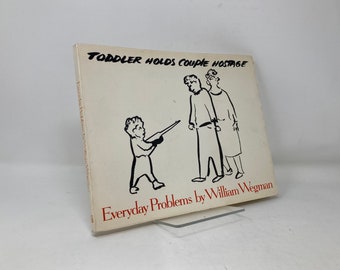 TODDLER HOLDS COUPLE HOSTAGE
Everyday Problems by William Wegman